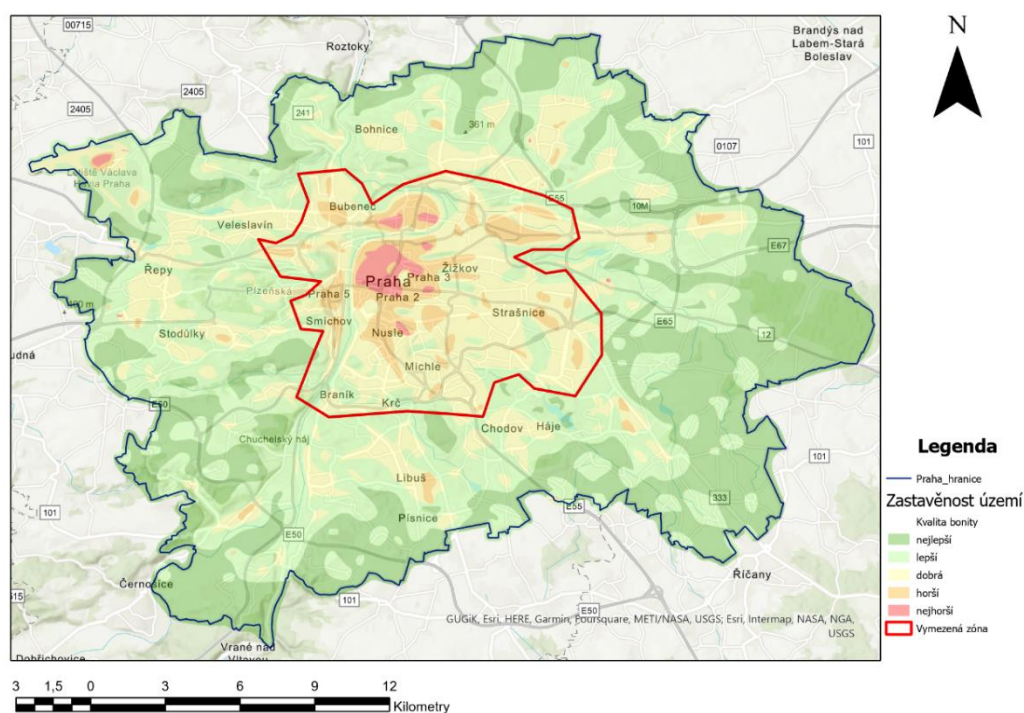 00715
Roztoky
Brandýs nad
Labem-Stará
Boleslav
N
2405
2405
241
361 m
0107
101
Bohnice
Letiště Václava
Havla Praha
Bubeneč
E55
10M
Veleslavín
E67
Řepy
Plzeňská
Praha
Praha 3
Žižkov
Praha 5
Praha 2
Smíchov
Strašnice
E65
12
Stodůlky
Nusle
udná
Michle
Braník
Krč
E50
Chodov
Háje
Chuchelský háj
Libuš
101
Písnice
333
101
E55
E50
Černošice
101
Říčany
E50
515
GUGiK, Esri, HERE, Garmin, Foursquare, METI/NASA, USGS; Esri, Intermap, NASA, NGA,
USGS
Vrané nad
Vltavou
Dobřichovice
Legenda
Praha_hranice
Zastavěnost území
Kvalita bonity
nejlepší
lepší
dobrá
horší
nejhorší
Vymezená zóna
3 1,5 0 3 6 9 12
Kilometry